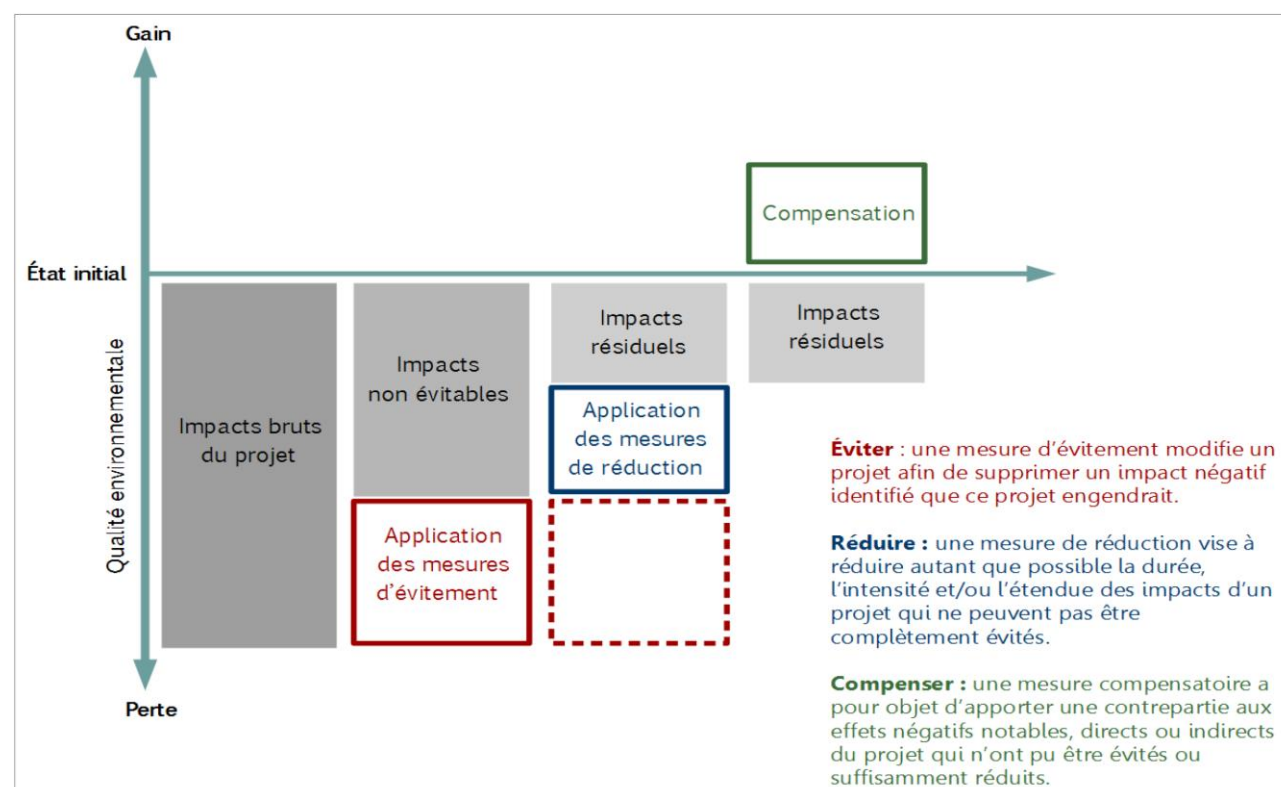 Gain
État initial
Qualité environnementale
Perte
Impacts bruts
du projet
Impacts
non évitables
Application
des mesures
d'évitement
Impacts
résiduels
Application
des mesures
de réduction
Compensation
Impacts
résiduels
Éviter : une mesure d'évitement modifie un
projet afin de supprimer un impact négatif
identifié que ce projet engendrait.
Réduire : une mesure de réduction vise à
réduire autant que possible la durée,
l'intensité et/ou l'étendue des impacts d'un
projet qui ne peuvent pas être
complètement évités.
Compenser : une mesure compensatoire a
pour objet d'apporter une contrepartie aux
effets négatifs notables, directs ou indirects
du projet qui n'ont pu être évités ou
suffisamment réduits.